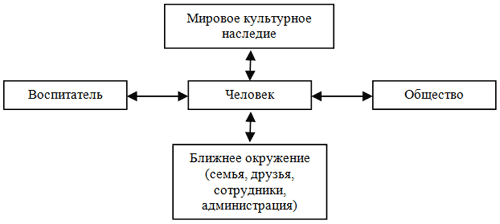 Мировое культурное
наследие
Воспитатель
Человек
Общество
Ближнее окружение
(семья, друзья,
сотрудники,
администрация)